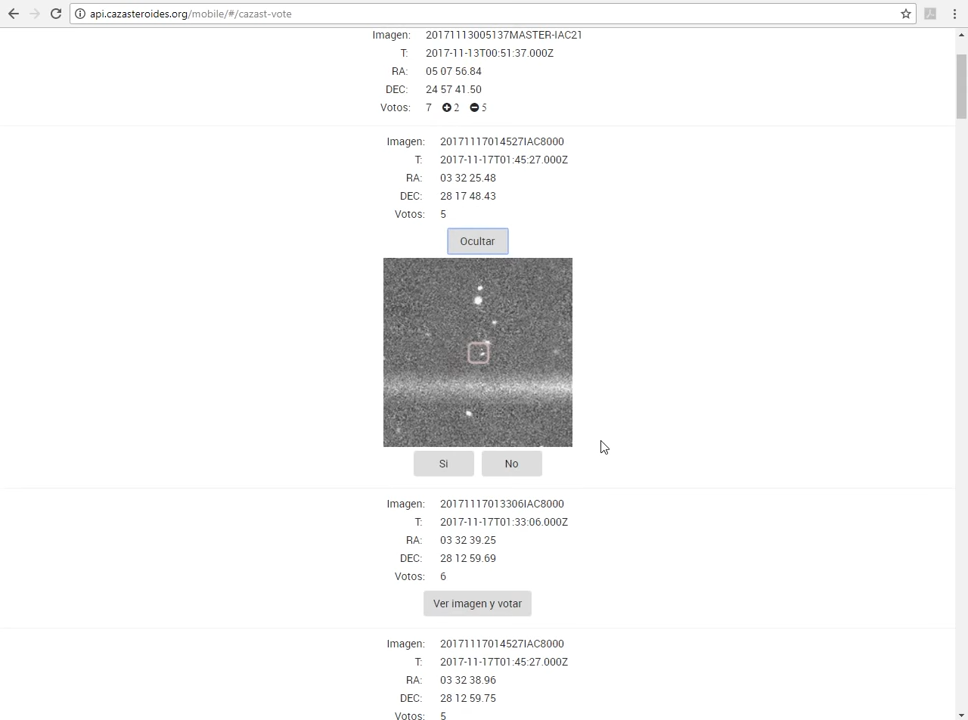 api.cazasteroides.org/mobile/#/cazast-vote
Imagen: 20171113005137MASTER-IAC21
T: 2017-11-13T00:51:37.000Z
RA: 05 07 56.84
DEC: 24 57 41.50
Votos: 7 2 5
Imagen: 20171117014527IAC8000
T: 2017-11-17T01:45:27.000Z
RA: 03 32 25.48
DEC: 28 17 48.43
Votos: 5
Ocultar
Si No
Imagen: 20171117013306IAC8000
T: 2017-11-17T01:33:06.000Z
RA: 03 32 39.25
DEC: 28 12 59.69
Votos: 6
Ver imagen y votar
Imagen: 20171117014527IAC8000
T: 2017-11-17T01:45:27.000Z
RA: 03 32 38.96
DEC: 28 12 59.75
Votos: 5